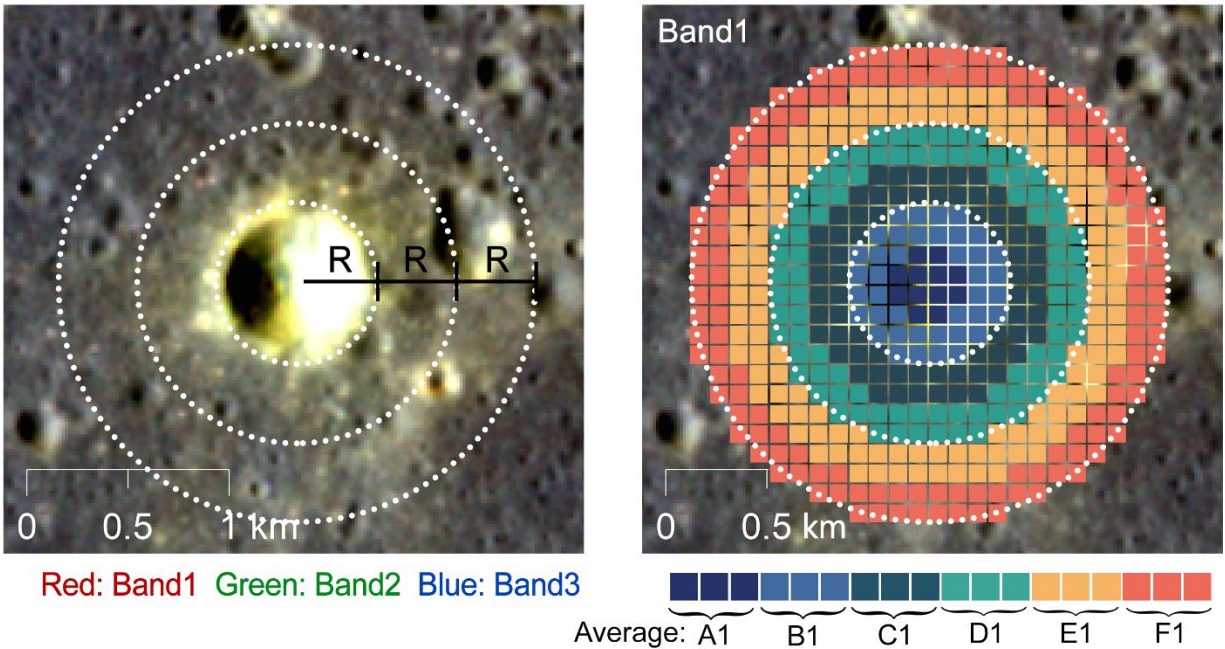 R R R
0 0.5 1 km
Red: Band1 Green: Band2 Blue: Band3
Band1
0 0.5 km
Average: A1 B1 C1 D1 E1 F1